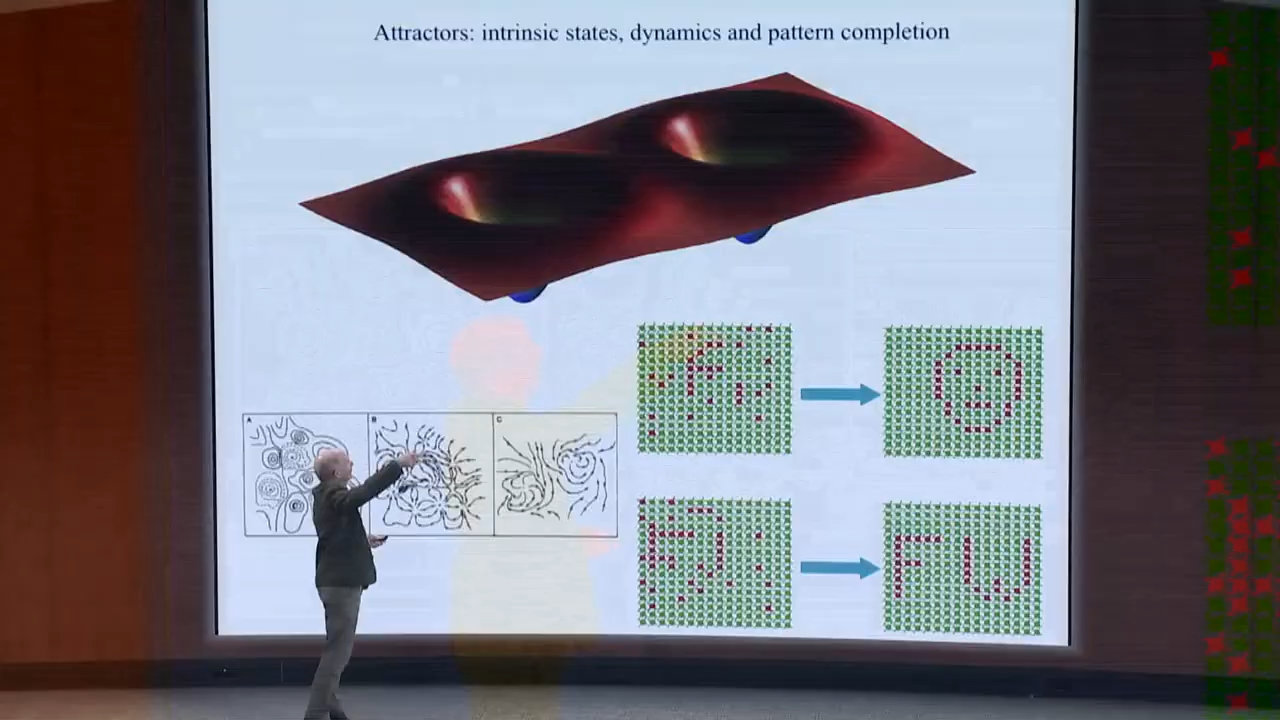 Attractors: intrinsic states, dynamics and pattern completion
A
B
C
F W